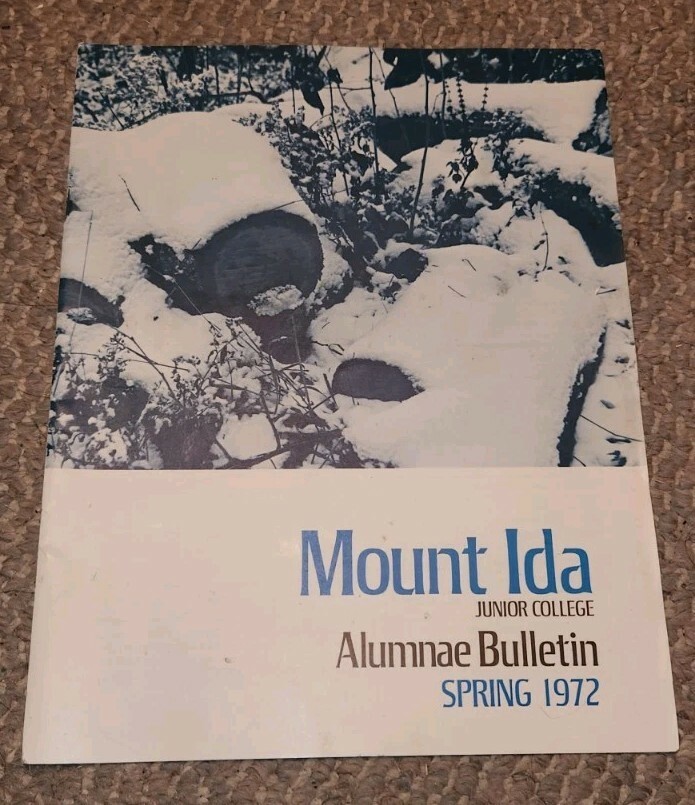 Mount Ida
JUNIOR COLLEGE
Alumnae Bulletin
SPRING 1972